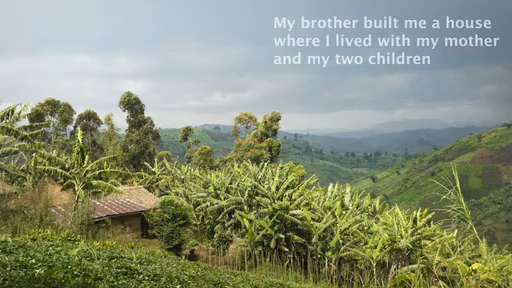 My brother built me a house
where I lived with my mother
and my two children